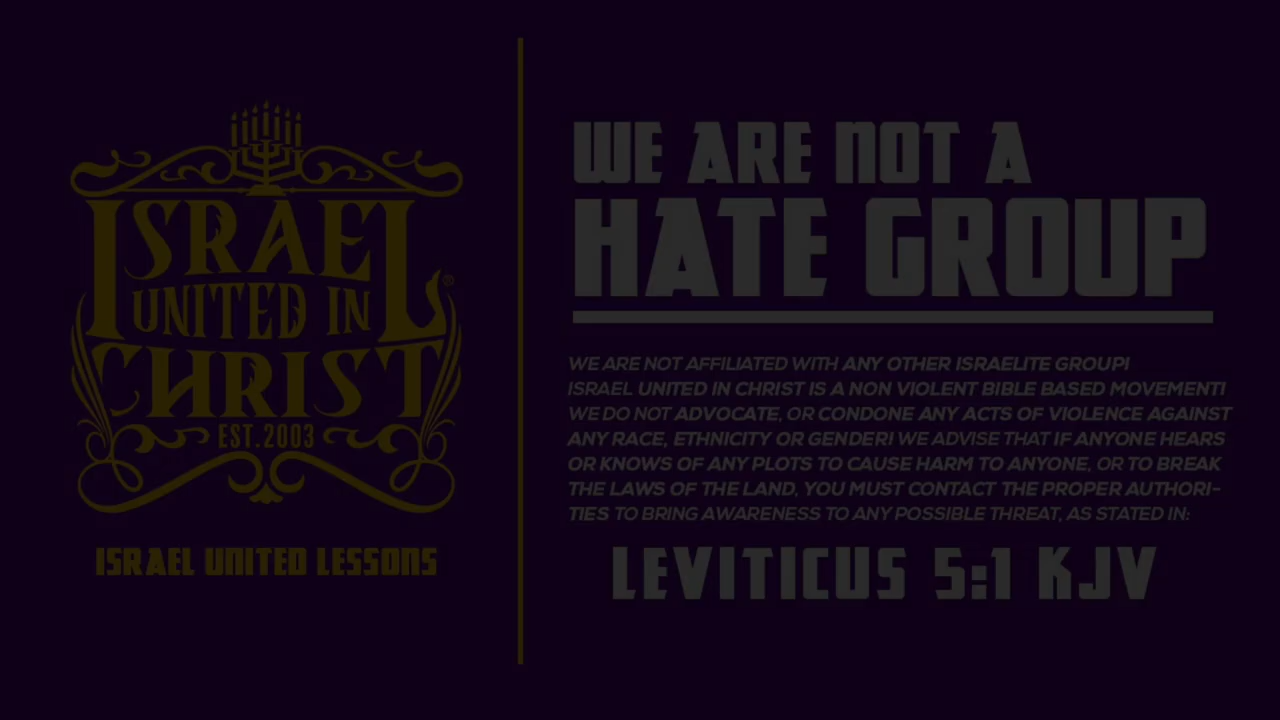 ISRAEL
UNITED IN
CHRIST®
EST.2003
ISRAEL UNITED LESSONS
WE ARE NOT A
HATE GROUP
WE ARE NOT AFFILIATED WITH ANY OTHER ISRAELITE GROUP!
ISRAEL UNITED IN CHRIST IS A NON VIOLENT BIBLE BASED MOVEMENT!
WE DO NOT ADVOCATE, OR CONDONE ANY ACTS OF VIOLENCE AGAINST
ANY RACE, ETHNICITY OR GENDER! WE ADVISE THAT IF ANYONE HEARS
OR KNOWS OF ANY PLOTS TO CAUSE HARM TO ANYONE, OR TO BREAK
THE LAWS OF THE LAND, YOU MUST CONTACT THE PROPER AUTHORI-
TIES TO BRING AWARENESS TO ANY POSSIBLE THREAT, AS STATED IN:
LEVITICUS 5:1 KJV